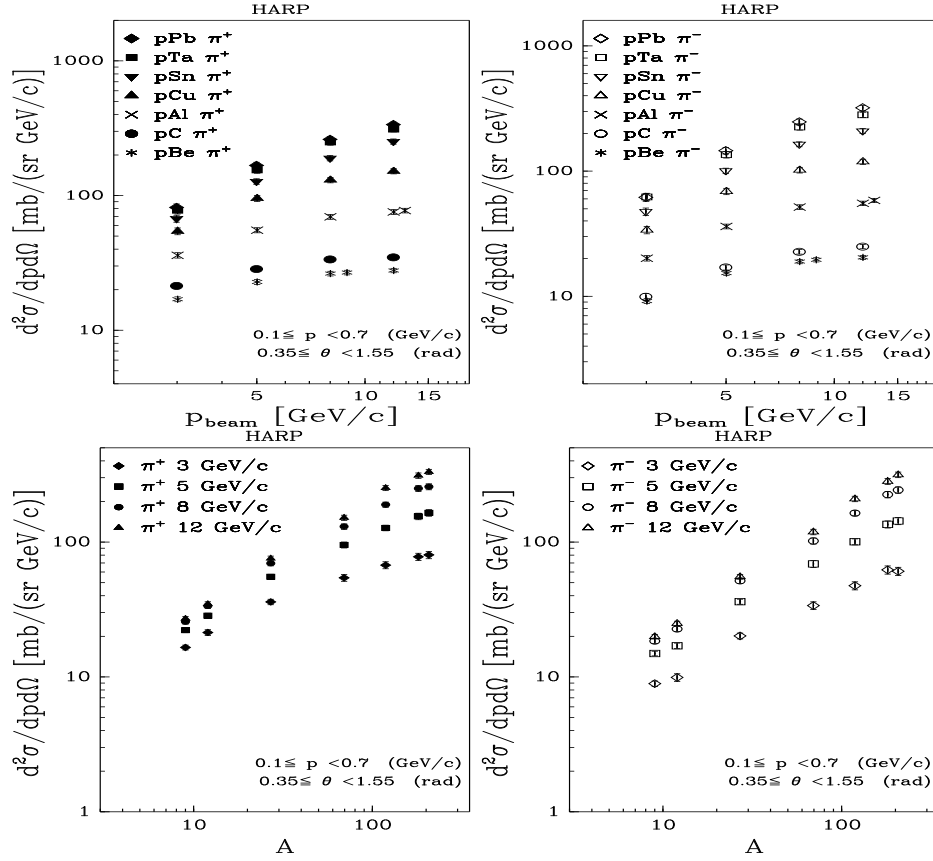 HARP
HARP
d²σ/dpdΩ [mb/(sr GeV/c)]
1000
100
10
pPb π⁺
pTa π⁺
pSn π⁺
pCu π⁺
pAl π⁺
pC π⁺
pBe π⁺
0.1≦ p <0.7 (GeV/c)
0.35≦ θ <1.55 (rad)
5
10
15
p_beam [GeV/c]
d²σ/dpdΩ [mb/(sr GeV/c)]
1000
100
10
pPb π⁻
pTa π⁻
pSn π⁻
pCu π⁻
pAl π⁻
pC π⁻
pBe π⁻
0.1≦ p <0.7 (GeV/c)
0.35≦ θ <1.55 (rad)
5
10
15
p_beam [GeV/c]
HARP
HARP
d²σ/dpdΩ [mb/(sr GeV/c)]
100
10
1
π⁺ 3 GeV/c
π⁺ 5 GeV/c
π⁺ 8 GeV/c
π⁺ 12 GeV/c
0.1≦ p <0.7 (GeV/c)
0.35≦ θ <1.55 (rad)
10
100
A
d²σ/dpdΩ [mb/(sr GeV/c)]
100
10
1
π⁻ 3 GeV/c
π⁻ 5 GeV/c
π⁻ 8 GeV/c
π⁻ 12 GeV/c
0.1≦ p <0.7 (GeV/c)
0.35≦ θ <1.55 (rad)
10
100
A